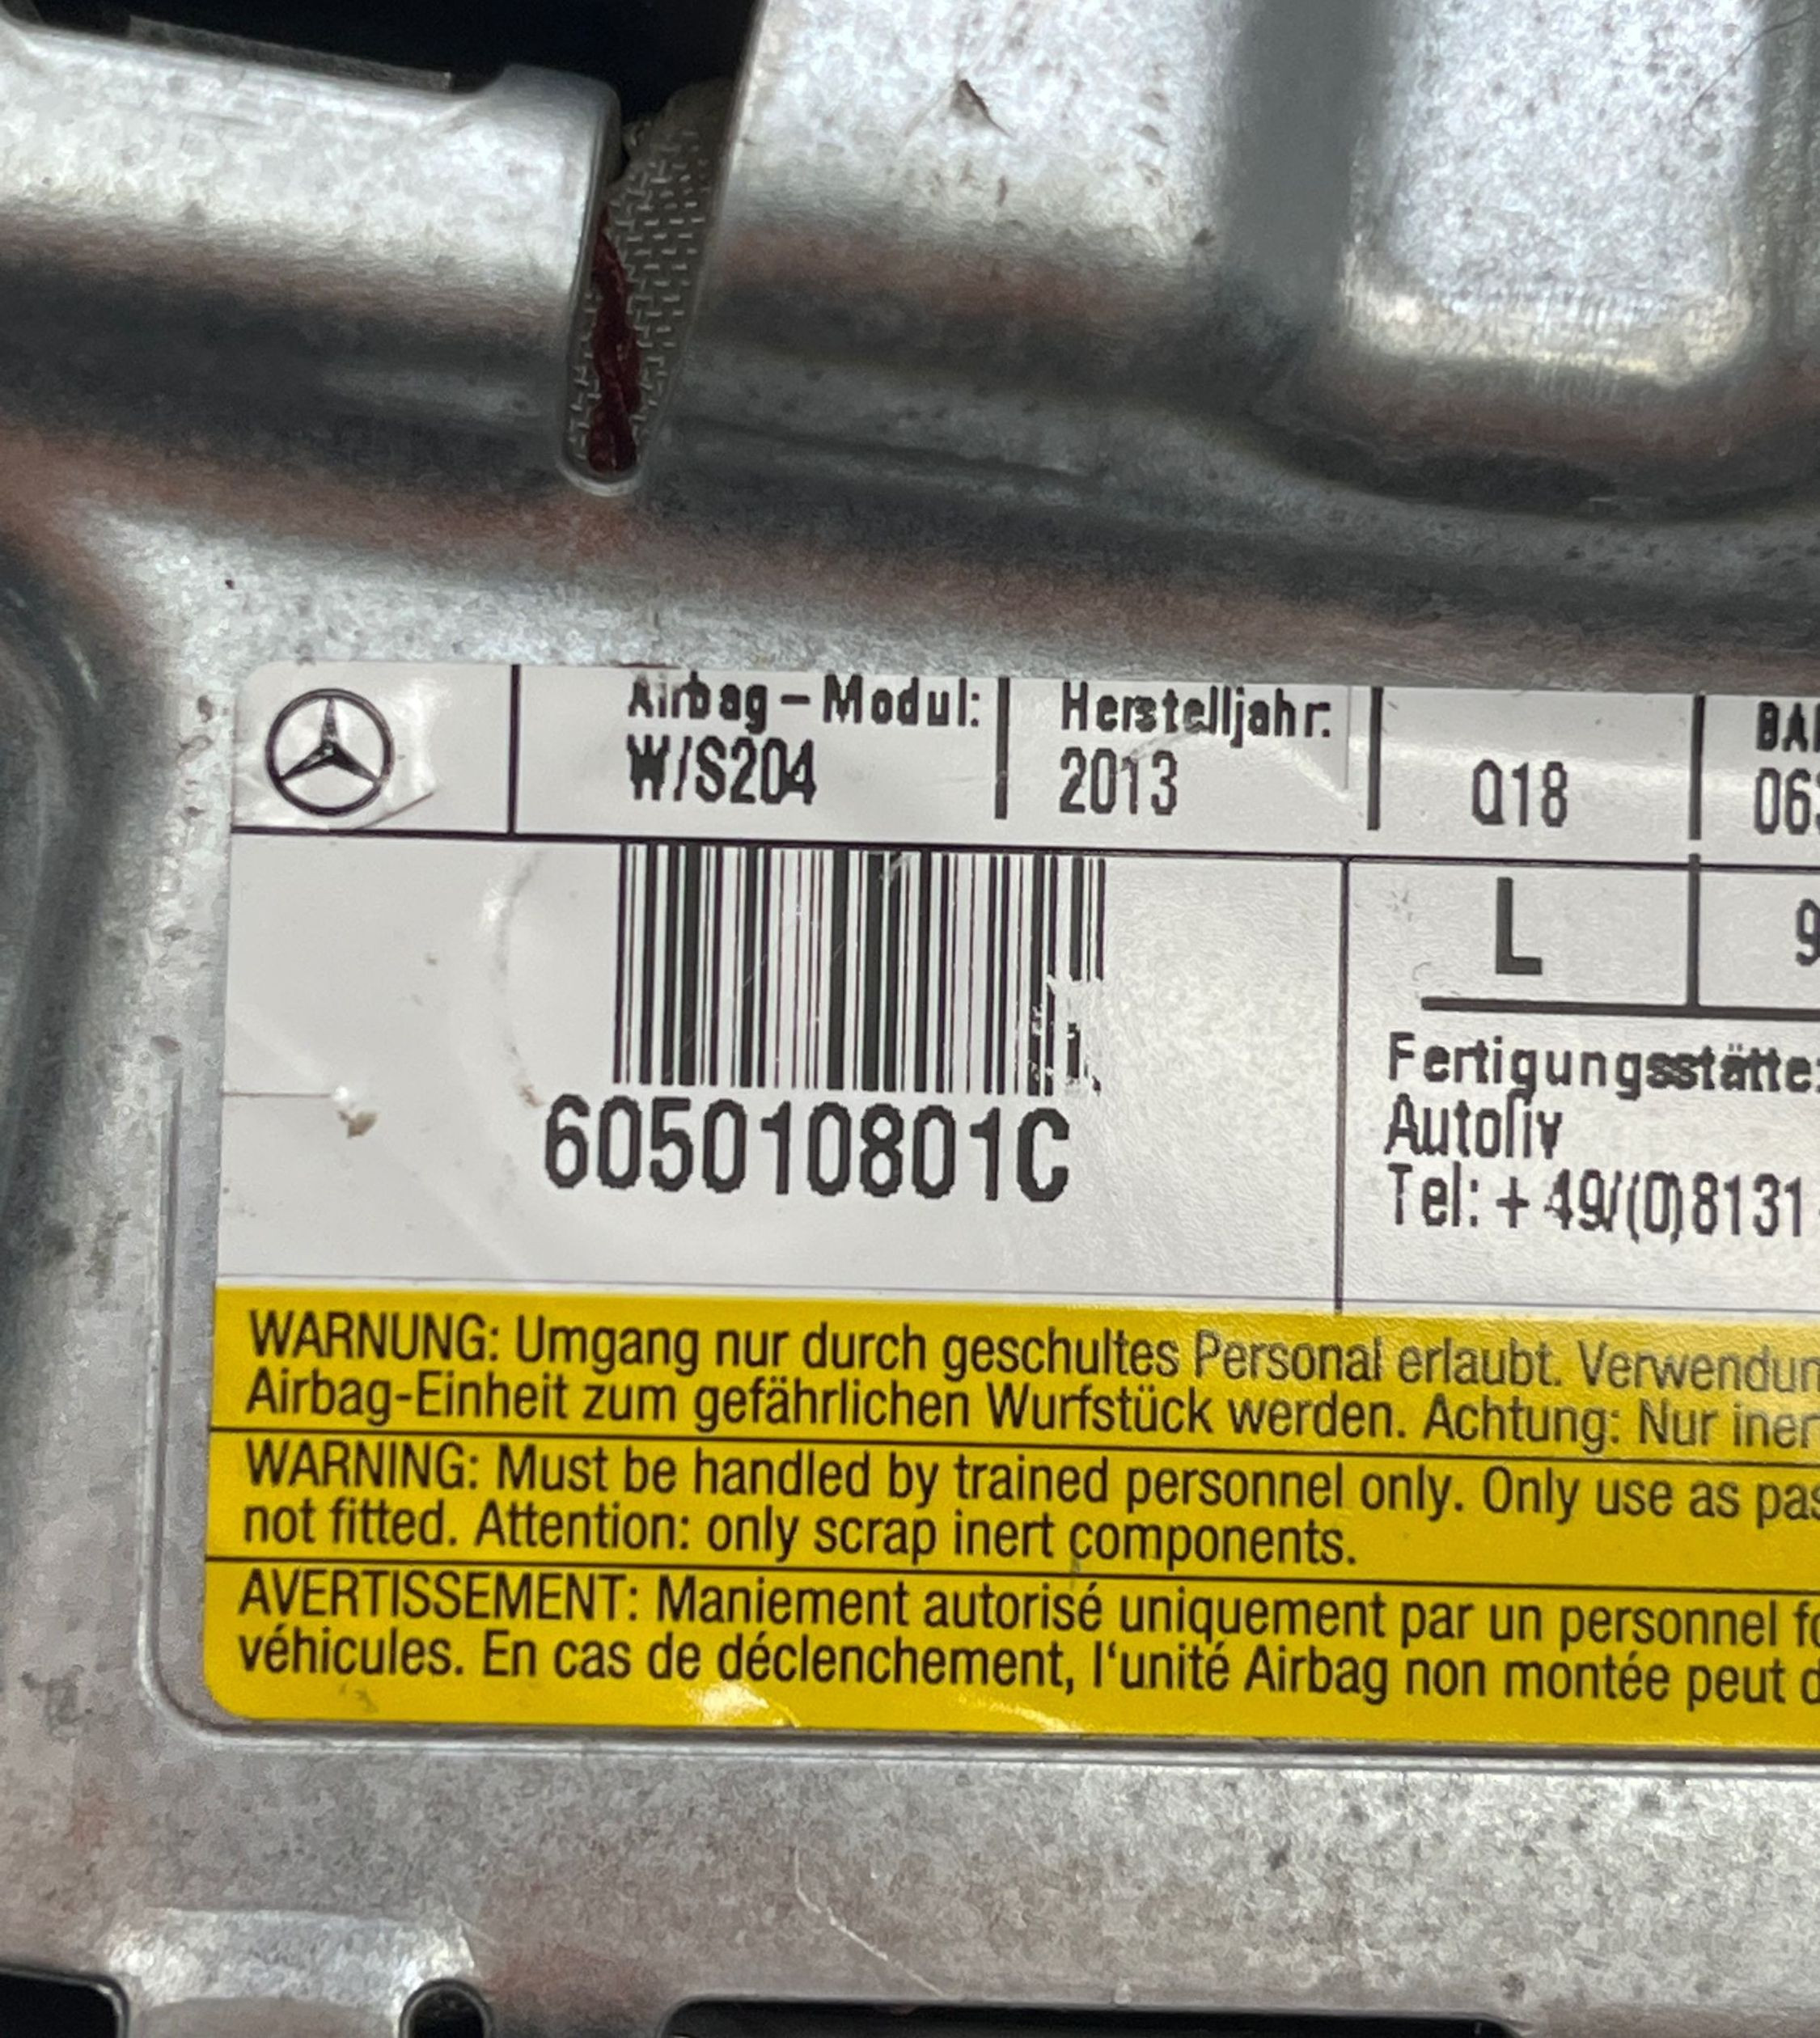 Airbag-Modul:
W/S204
Herstelljahr:
2013
Q18
L
605010801C
Fertigungsstätte:
Autoliv
Tel: +49/(0)8131
WARNUNG: Umgang nur durch geschultes Personal erlaubt.
Airbag-Einheit zum gefährlichen Wurfstück werden. Achtung: Nur
WARNING: Must be handled by trained personnel only. Only use as
not fitted. Attention: only scrap inert components.
AVERTISSEMENT: Maniement autorisé uniquement par un personnel
véhicules. En cas de déclenchement, l‘unité Airbag non montée peut